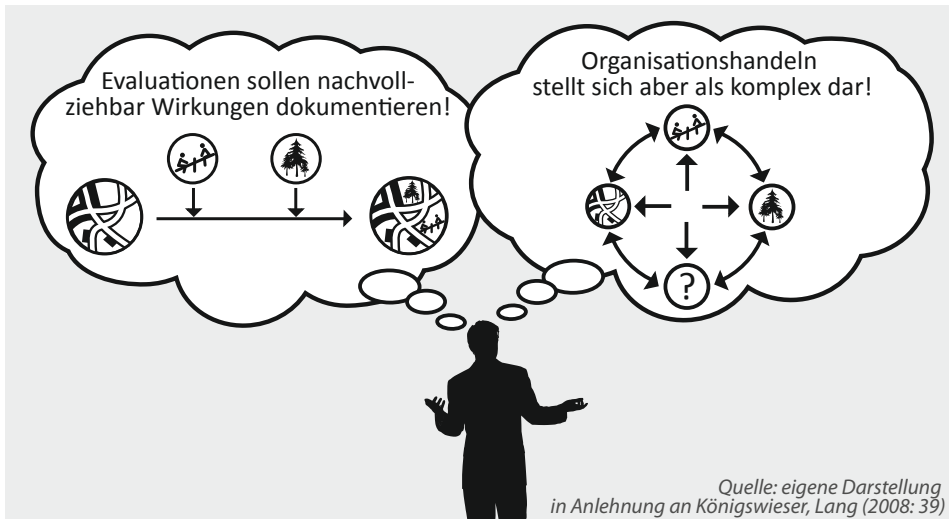 Evaluationen sollen nachvoll-
ziehbar Wirkungen dokumentieren!
Organisationshandeln
stellt sich aber als komplex dar!
?
Quelle: eigene Darstellung
in Anlehnung an Königswieser, Lang (2008: 39)